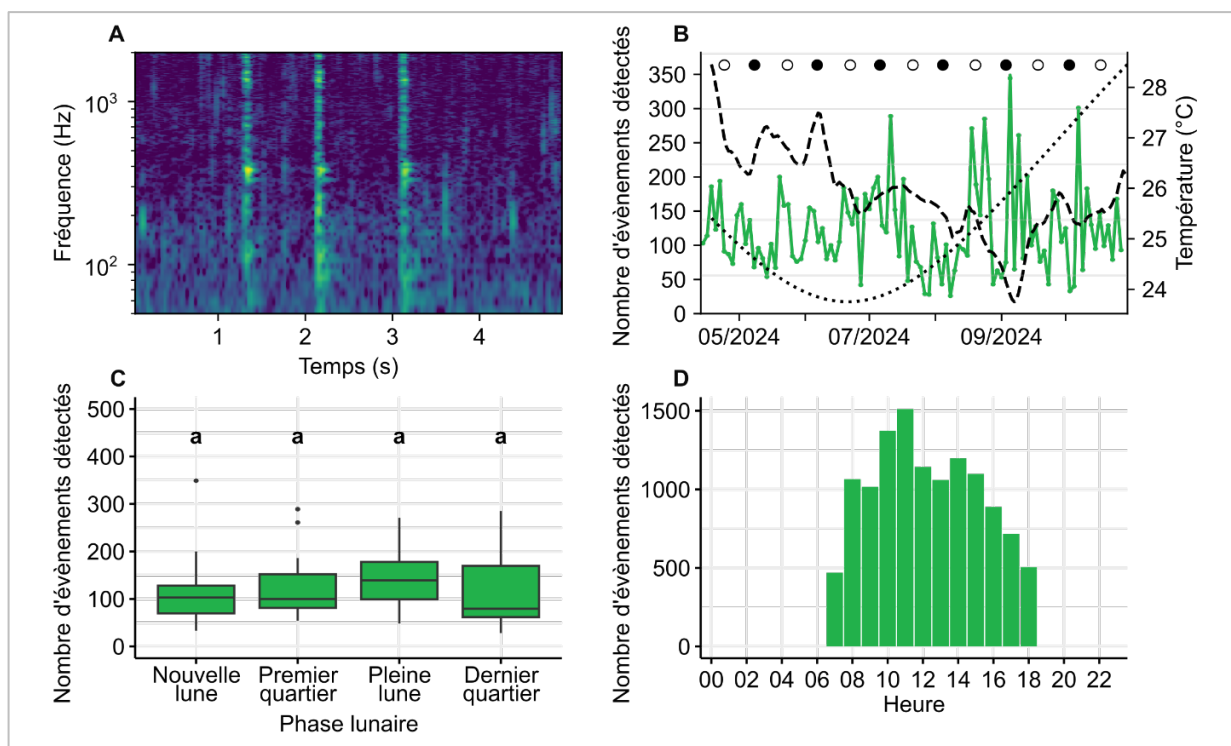 A
Fréquence (Hz)
10³
10²
1 2 3 4
Temps (s)
B
Nombre d'évènements détectés
350
300
250
200
150
100
50
0
28
27
26
25
24
Température (°C)
05/2024 07/2024 09/2024
C
Nombre d'évènements détectés
500
400
300
200
100
0
a a a a
Nouvelle lune
Premier quartier
Pleine lune
Dernier quartier
Phase lunaire
D
Nombre d'évènements détectés
1500
1000
500
0
00 02 04 06 08 10 12 14 16 18 20 22
Heure